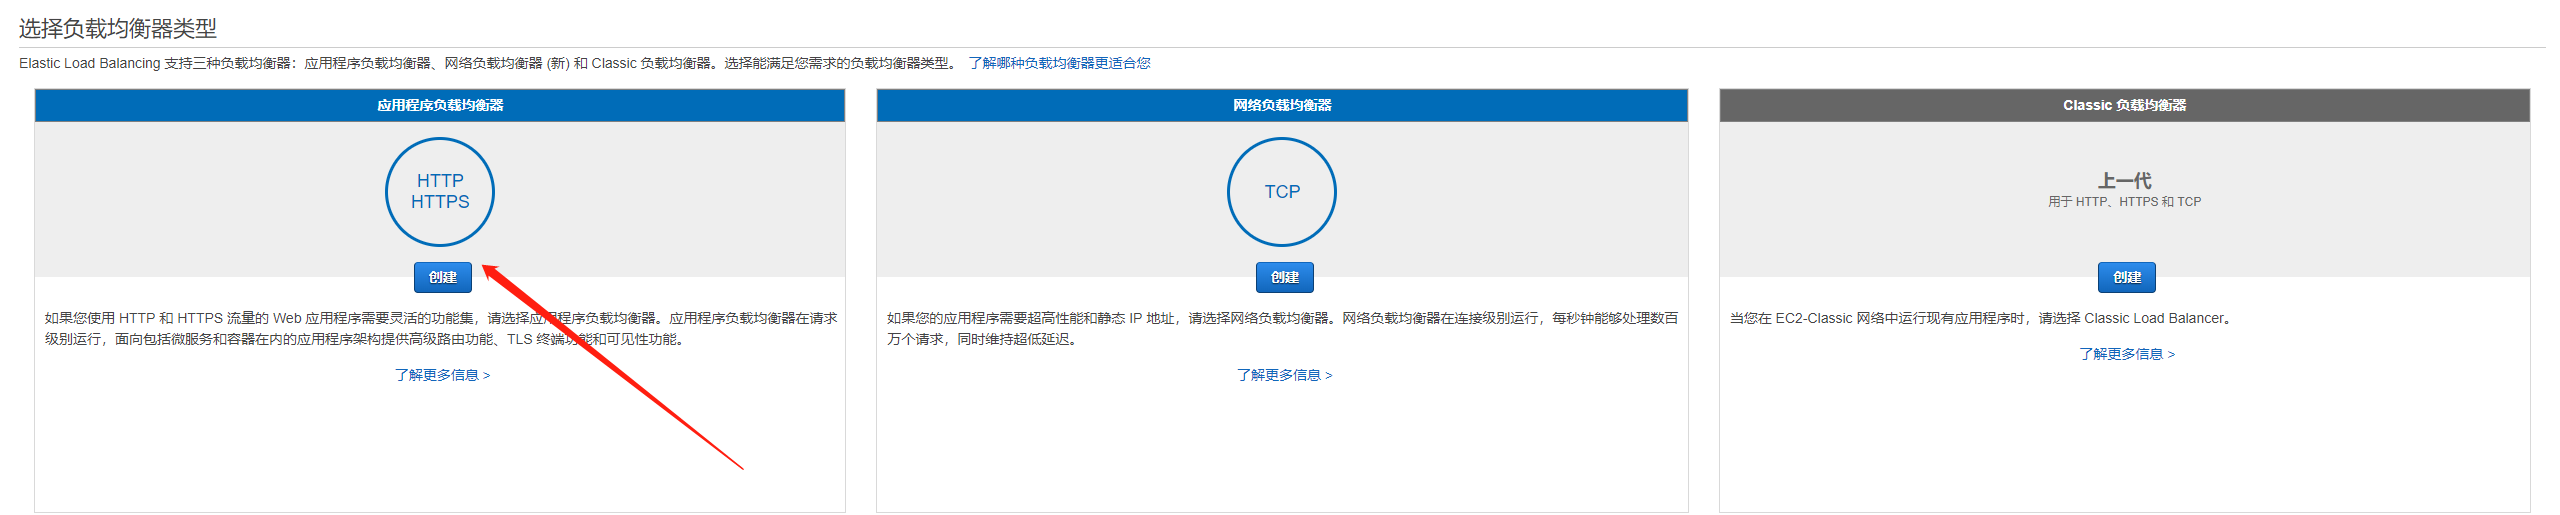 选择负载均衡器类型
Elastic Load Balancing 支持三种负载均衡器：应用程序负载均衡器、网络负载均衡器 (新) 和 Classic 负载均衡器。选择能满足您需求的负载均衡器类型。 了解哪种负载均衡器更适合您
应用程序负载均衡器
HTTP
HTTPS
创建
如果您使用 HTTP 和 HTTPS 流量的 Web 应用程序需要灵活的功能集，请选择应用程序负载均衡器。应用程序负载均衡器在请求
级别运行，面向包括微服务和容器在内的应用程序架构提供高级路由功能、TLS 终端功能和可见性功能。
了解更多信息 >
网络负载均衡器
TCP
创建
如果您的应用程序需要超高性能和静态 IP 地址，请选择网络负载均衡器。网络负载均衡器在连接级别运行，每秒钟能够处理数百
万个请求，同时维持超低延迟。
了解更多信息 >
Classic 负载均衡器
上一代
用于 HTTP、HTTPS 和 TCP
创建
当您在 EC2-Classic 网络中运行现有应用程序时，请选择 Classic Load Balancer。
了解更多信息 >